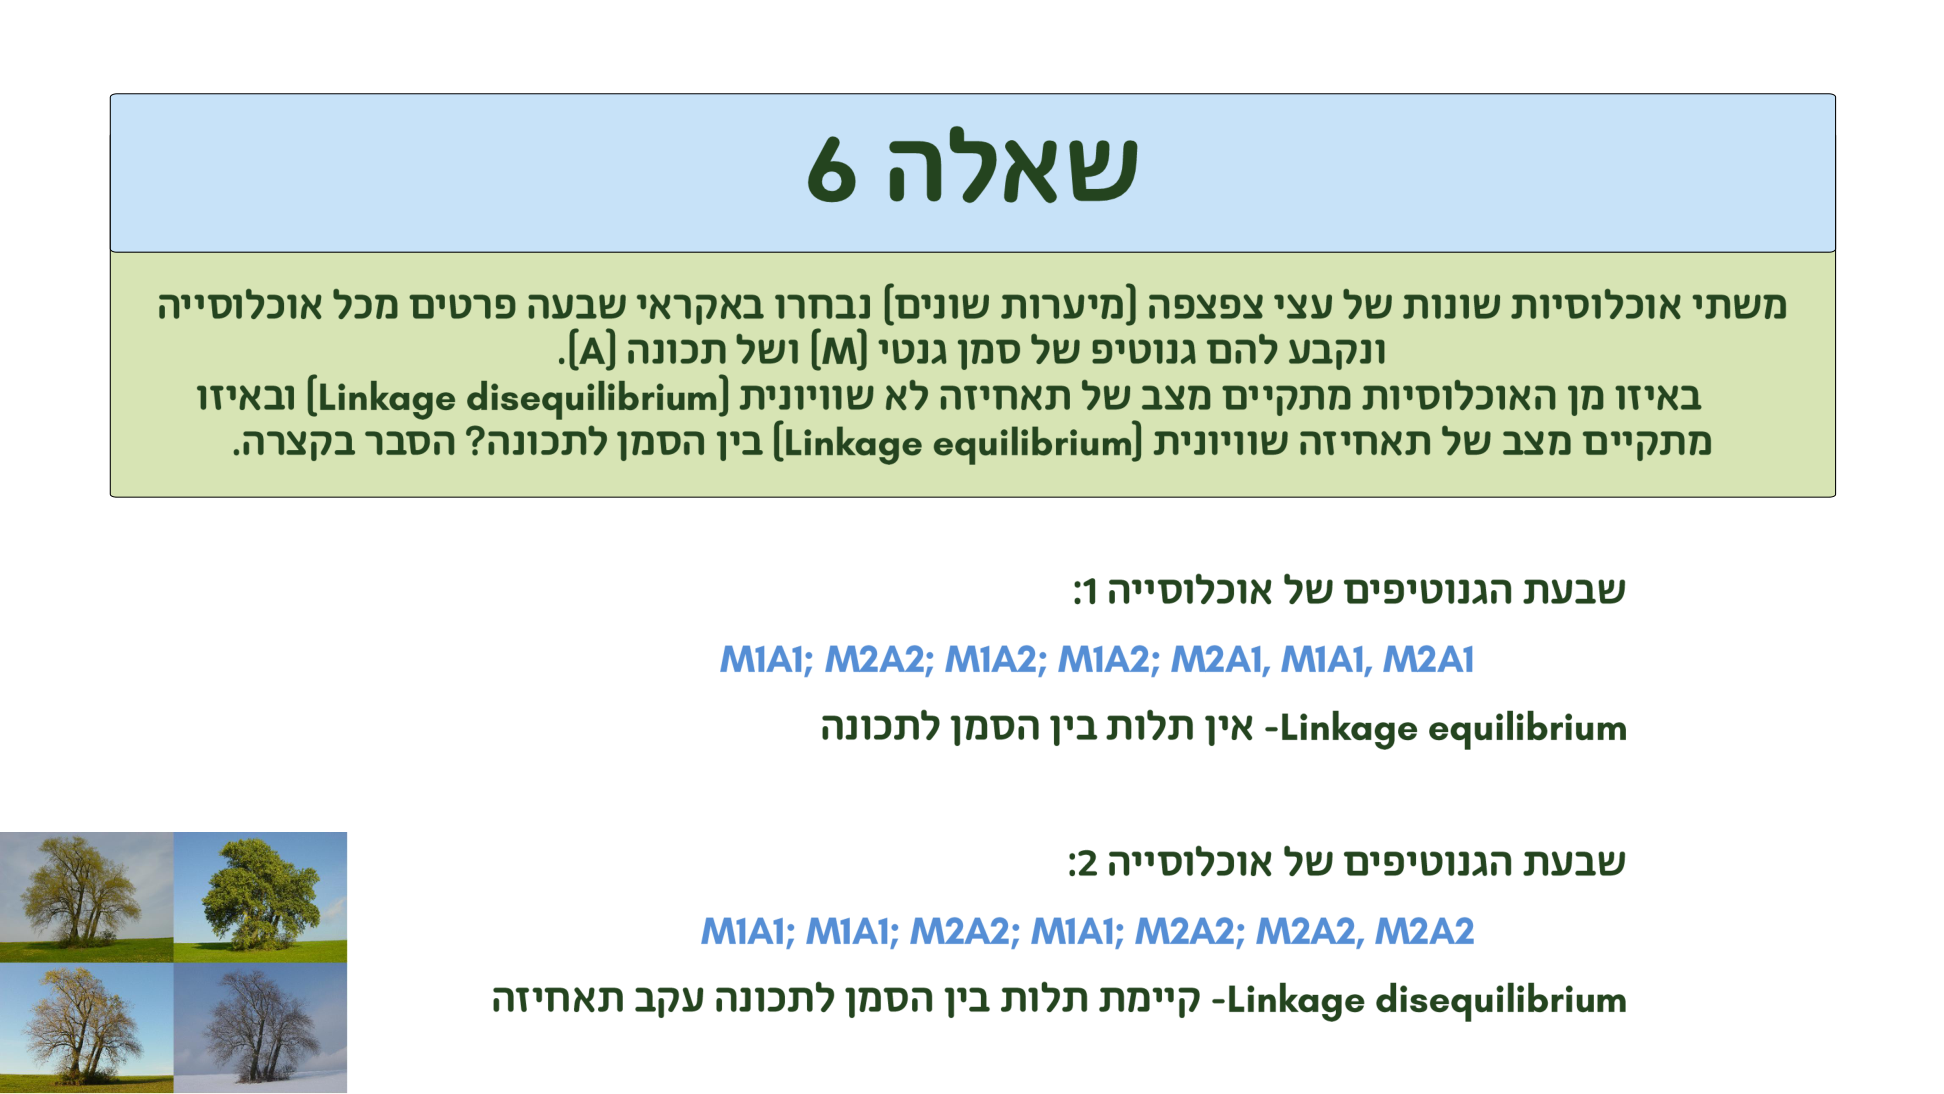 שאלה 6
משתי אוכלוסיות שונות של עצי צפצפה (מיערות שונים) נבחרו באקראי שבעה פרטים מכל אוכלוסייה
ונקבע להם גנוטיפ של סמן גנטי (M) ושל תכונה (A).
באיזו מן האוכלוסיות מתקיים מצב של תאחיזה לא שוויונית (Linkage disequilibrium) ובאיזו
מתקיים מצב של תאחיזה שוויונית (Linkage equilibrium) בין הסמן לתכונה? הסבר בקצרה.
שבעת הגנוטיפים של אוכלוסייה 1:
M1A1; M2A2; M1A2; M1A2; M2A1, M1A1, M2A1
Linkage equilibrium- אין תלות בין הסמן לתכונה
שבעת הגנוטיפים של אוכלוסייה 2:
M1A1; M1A1; M2A2; M1A1; M2A2; M2A2, M2A2
Linkage disequilibrium- קיימת תלות בין הסמן לתכונה עקב תאחיזה